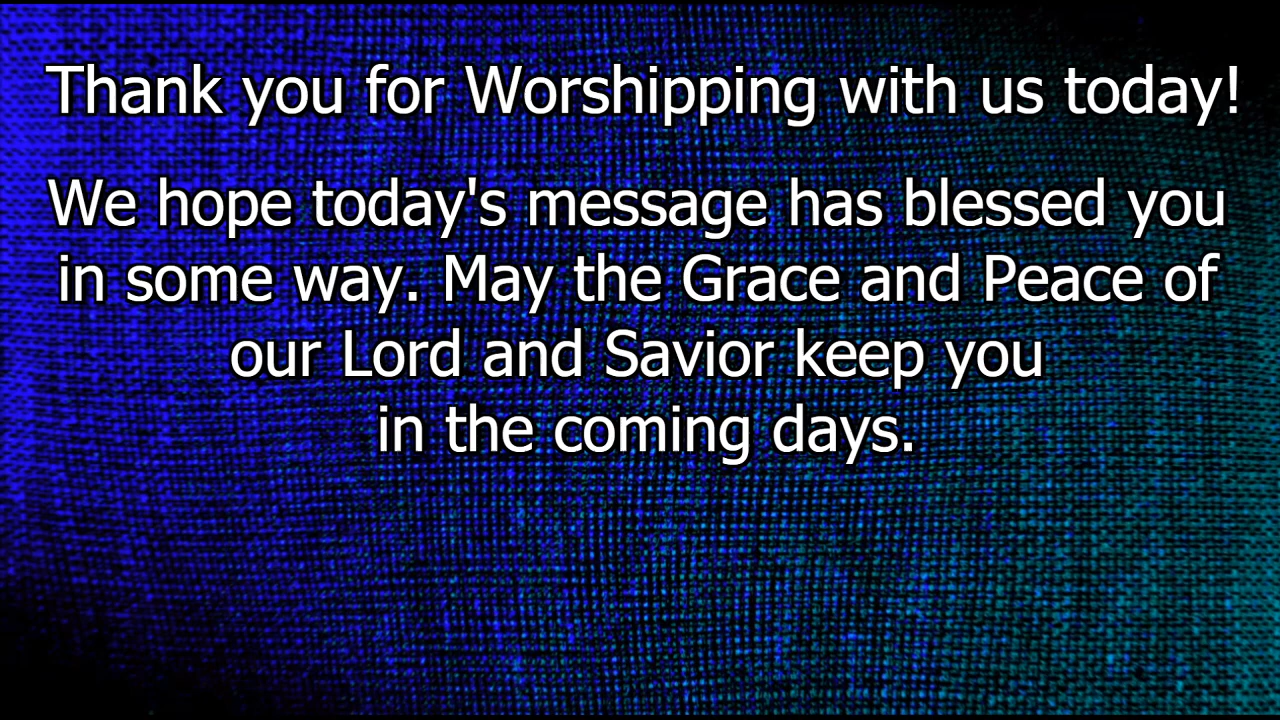 Thank you for Worshipping with us today!
We hope today's message has blessed you
in some way. May the Grace and Peace of
our Lord and Savior keep you
in the coming days.